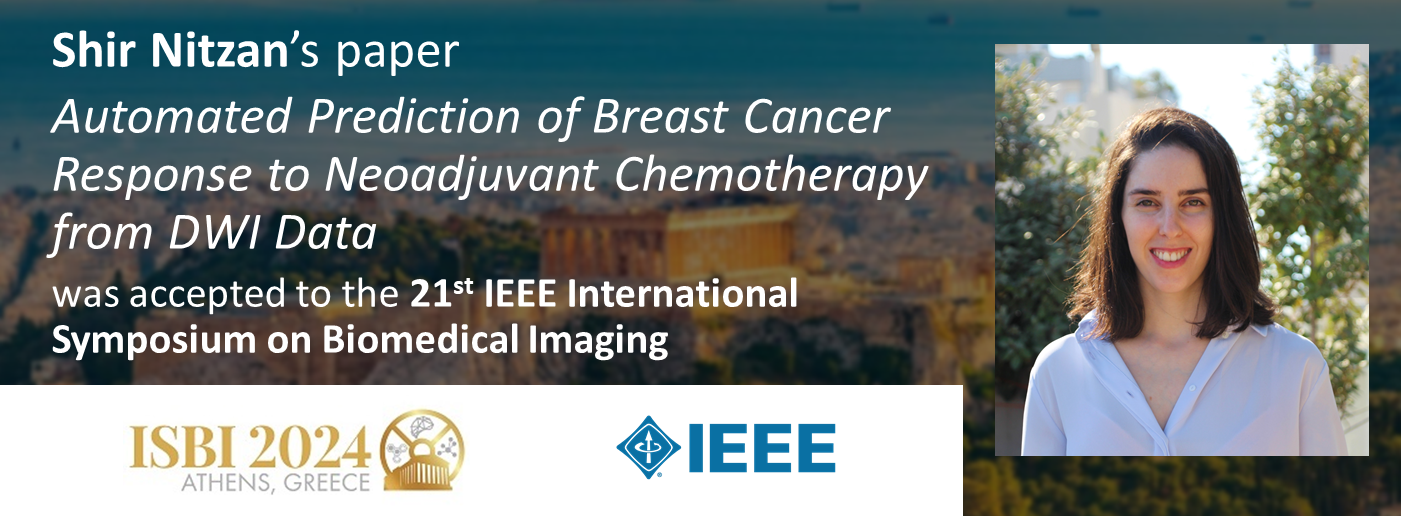 Shir Nitzan’s paper
Automated Prediction of Breast Cancer
Response to Neoadjuvant Chemotherapy
from DWI Data
was accepted to the 21st IEEE International
Symposium on Biomedical Imaging
ISBI 2024
ATHENS, GREECE
IEEE